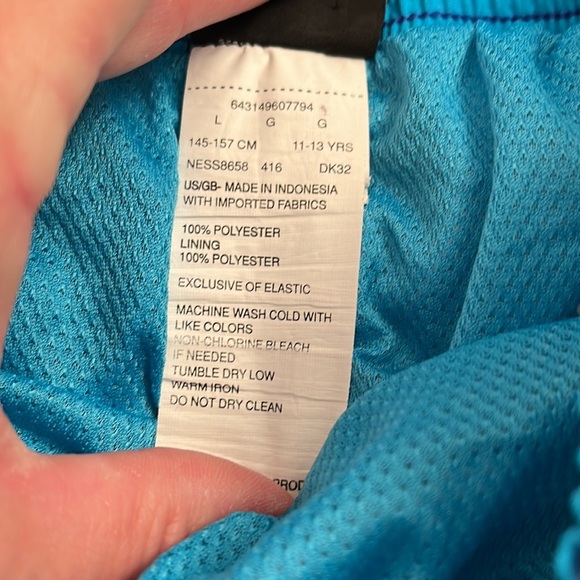 643149607794
L G G
145-157 CM 11-13 YRS
NESS8658 416 DK32
US/GB- MADE IN INDONESIA
WITH IMPORTED FABRICS
100% POLYESTER
LINING
100% POLYESTER
EXCLUSIVE OF ELASTIC
MACHINE WASH COLD WITH
LIKE COLORS
NON-CHLORINE BLEACH
IF NEEDED
TUMBLE DRY LOW
WARM IRON
DO NOT DRY CLEAN